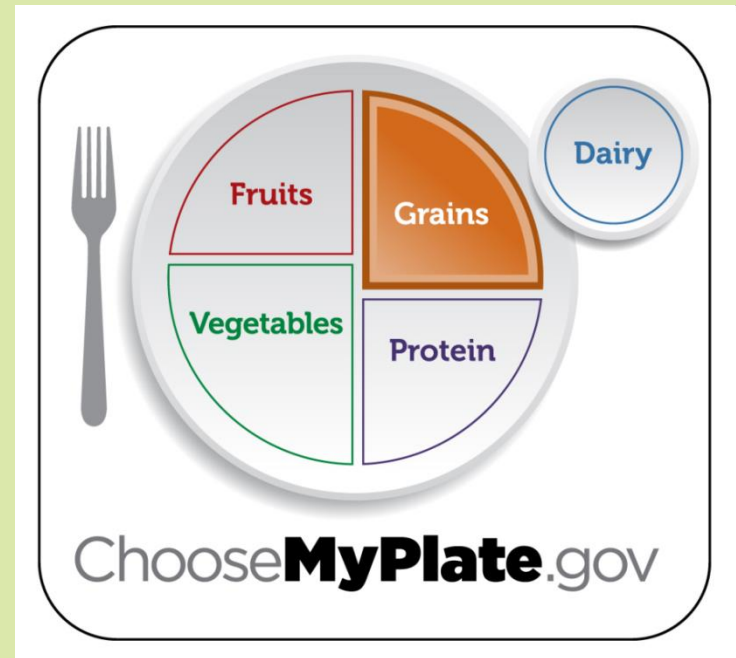 Dairy
Fruits
Grains
Vegetables
Protein
ChooseMyPlate.gov